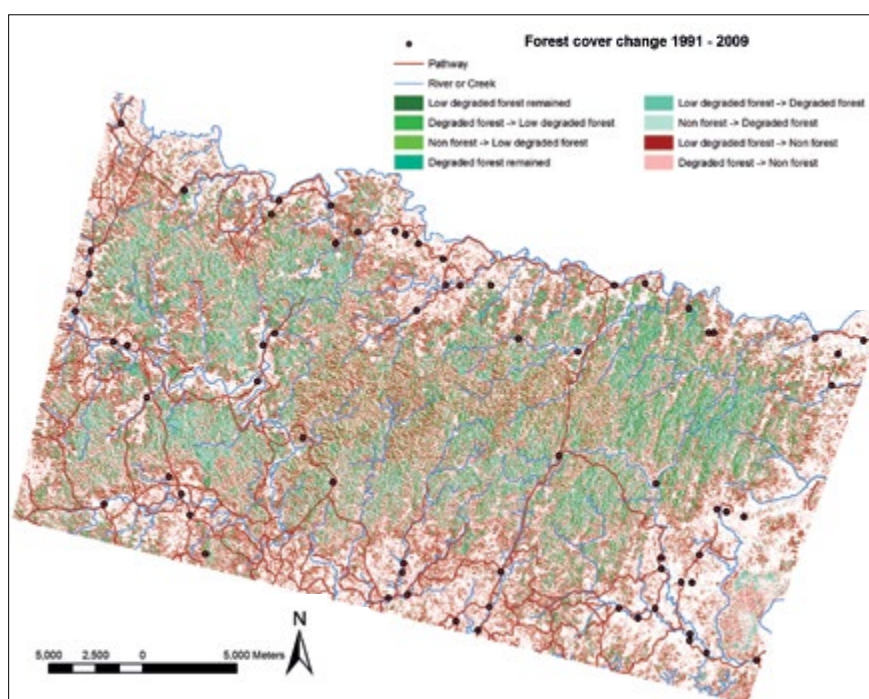 Forest cover change 1991 - 2009
Pathway
River or Creek
Low degraded forest remained
Degraded forest -> Low degraded forest
Non forest -> Low degraded forest
Degraded forest remained
Low degraded forest -> Degraded forest
Non forest -> Degraded forest
Low degraded forest -> Non forest
Degraded forest -> Non forest
N
5,000 2,500 0 5,000 Meters